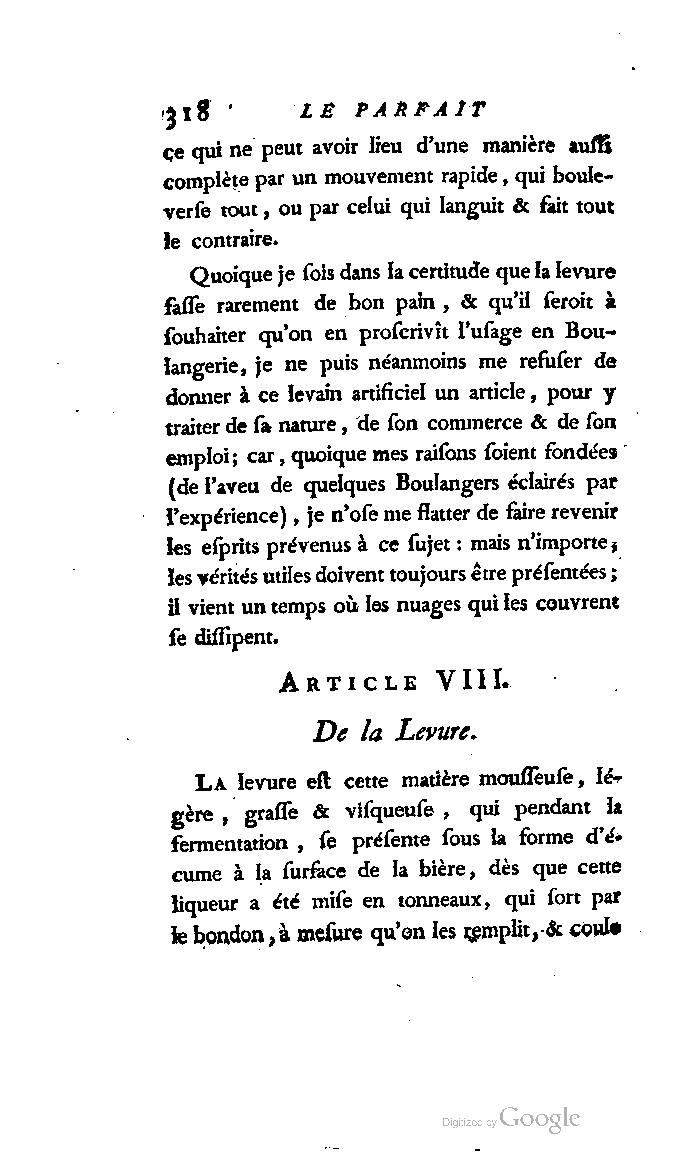 318 LE PARFAIT
ce qui ne peut avoir lieu d'une manière auſſi
complète par un mouvement rapide, qui boule-
verſe tout, ou par celui qui languit & fait tout
le contraire.
Quoique je ſois dans la certitude que la levure
faſſe rarement de bon pain, & qu'il ſeroit à
ſouhaiter qu'on en proſcrivît l'uſage en Bou-
langerie, je ne puis néanmoins me refuſer de
donner à ce levain artificiel un article, pour y
traiter de ſa nature, de ſon commerce & de ſon
emploi; car, quoique mes raiſons ſoient fondées
(de l'aveu de quelques Boulangers éclairés par
l'expérience), je n'oſe me flatter de faire revenir
les eſprits prévenus à ce ſujet : mais n'importe,
les vérités utiles doivent toujours être préſentées;
il vient un temps où les nuages qui les couvrent
ſe diſſipent.
ARTICLE VIII.
De la Levure.
LA levure eſt cette matière mouſſeuſe, lé-
gère, graſſe & viſqueuſe, qui pendant la
fermentation, ſe préſente ſous la forme d'é-
cume à la ſurface de la bière, dès que cette
liqueur a été miſe en tonneaux, qui ſort par
le bondon, à meſure qu'on les remplit, & coule
Digitized by Google